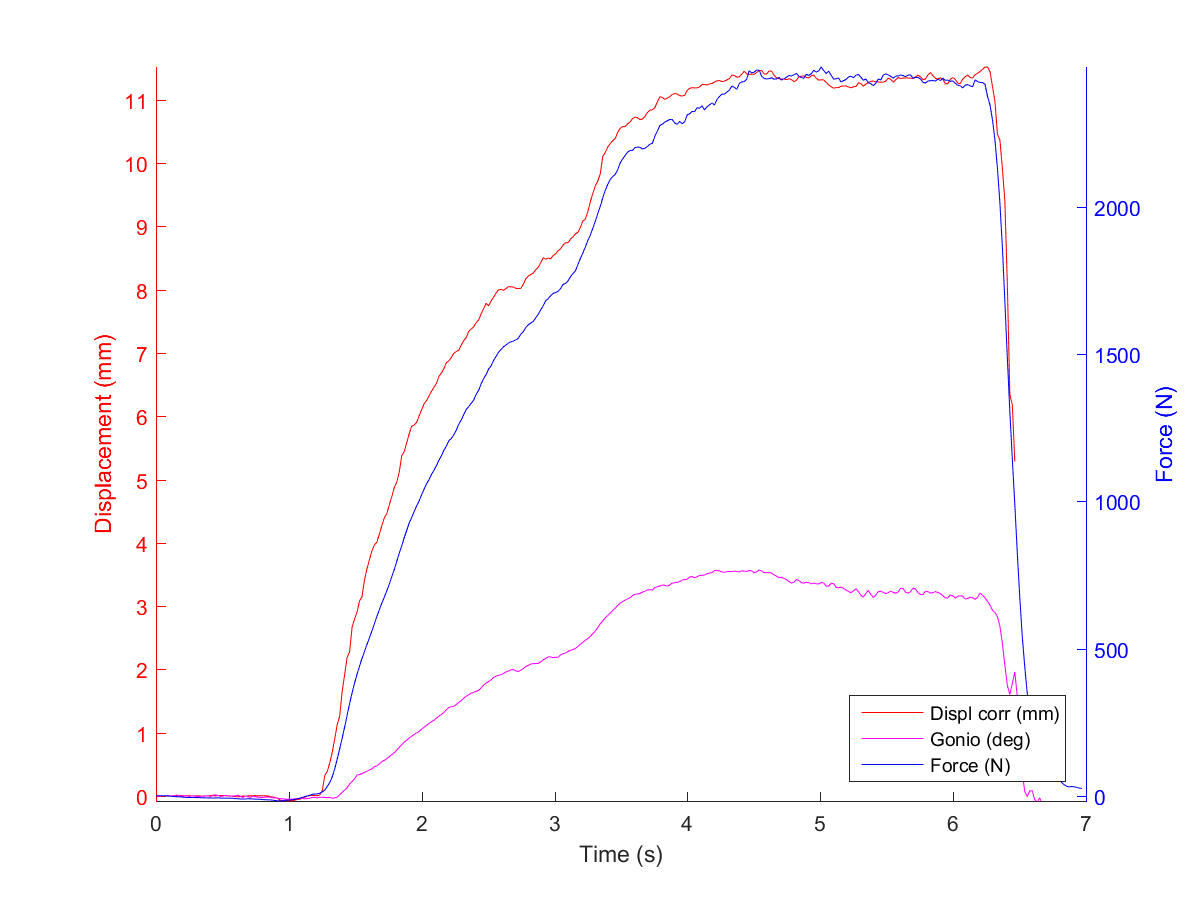 11
10
9
8
7
6
5
4
3
2
1
0
Displacement (mm)
2000
1500
1000
500
0
Force (N)
Displ corr (mm)
Gonio (deg)
Force (N)
0 1 2 3 4 5 6 7
Time (s)